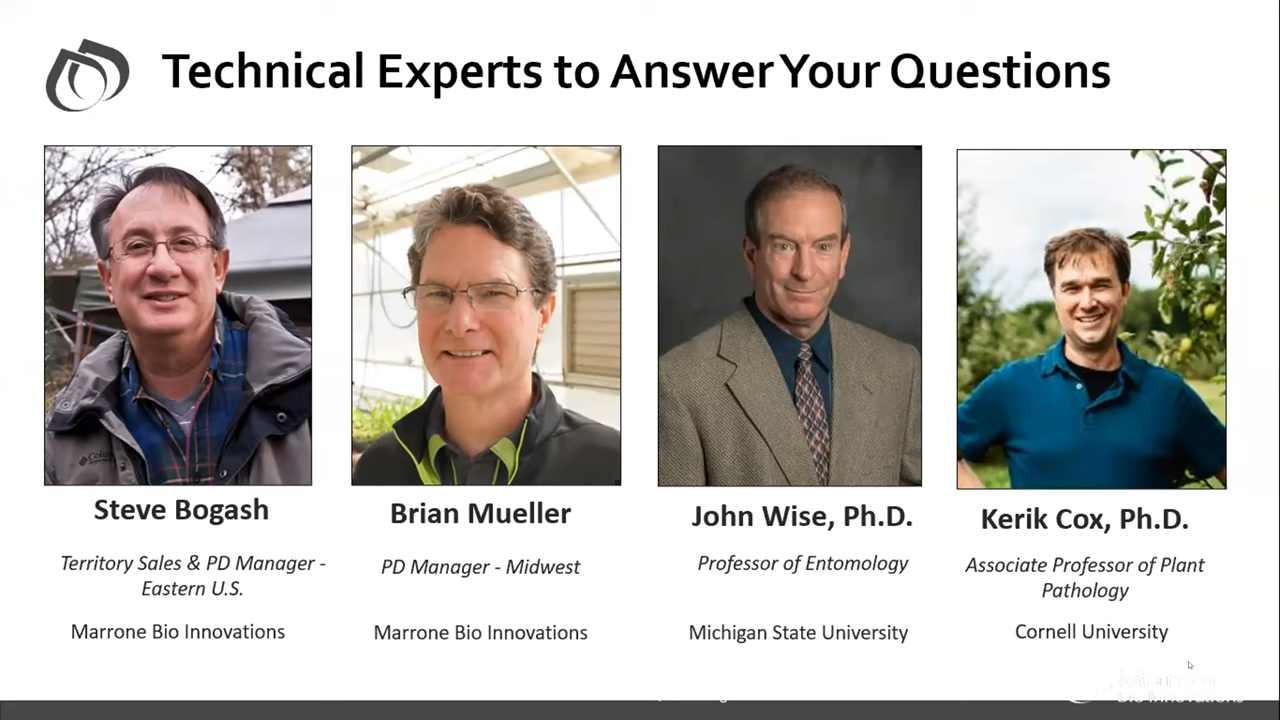 Technical Experts to Answer Your Questions
Steve Bogash
Territory Sales & PD Manager -
Eastern U.S.
Marrone Bio Innovations
Brian Mueller
PD Manager - Midwest
Marrone Bio Innovations
John Wise, Ph.D.
Professor of Entomology
Michigan State University
Kerik Cox, Ph.D.
Associate Professor of Plant
Pathology
Cornell University